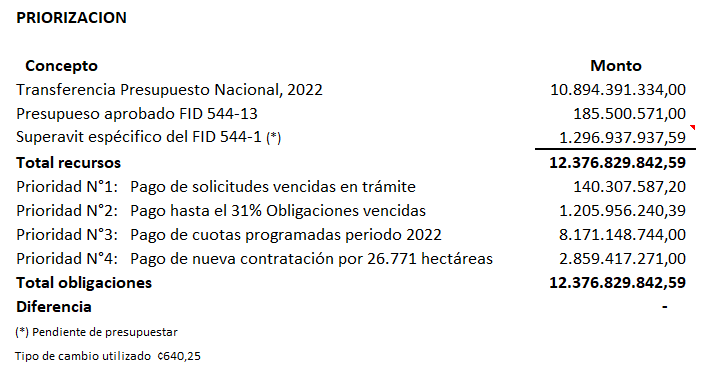 PRIORIZACION
Concepto Monto
Transferencia Presupuesto Nacional, 2022 10.894.391.334,00
Presupueso aprobado FID 544-13 185.500.571,00
Superavit espécifico del FID 544-1 (*) 1.296.937.937,59
Total recursos 12.376.829.842,59
Prioridad N°1: Pago de solicitudes vencidas en trámite 140.307.587,20
Prioridad N°2: Pago hasta el 31% Obligaciones vencidas 1.205.956.240,39
Prioridad N°3: Pago de cuotas programadas periodo 2022 8.171.148.744,00
Prioridad N°4: Pago de nueva contratación por 26.771 hectáreas 2.859.417.271,00
Total obligaciones 12.376.829.842,59
Diferencia -
(*) Pendiente de presupuestar
Tipo de cambio utilizado ¢640,25